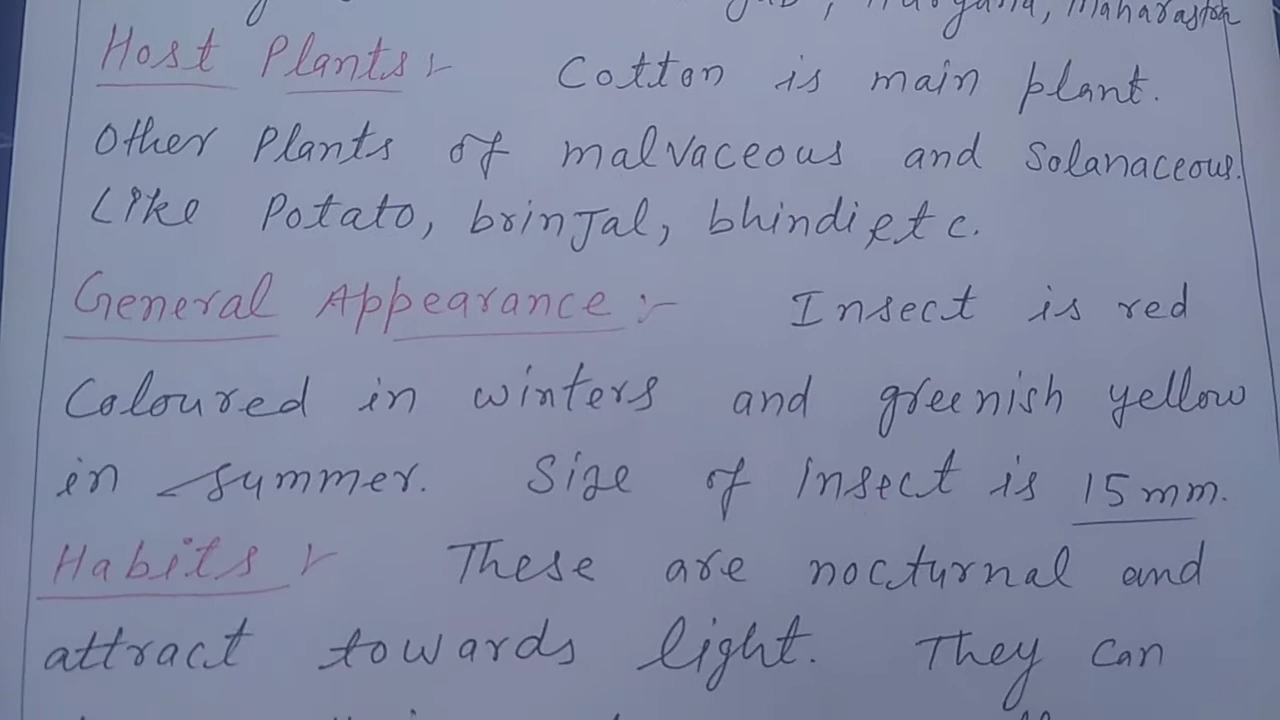 , Haryana, Maharastra
Host Plants :- Cotton is main plant.
Other Plants of malvaceous and Solanaceous.
Like Potato, brinjal, bhindi etc.
General Appearance :- Insect is red
Coloured in winters and greenish yellow
in summer. Size of insect is 15mm.
Habits :- These are nocturnal and
attract towards light. They can